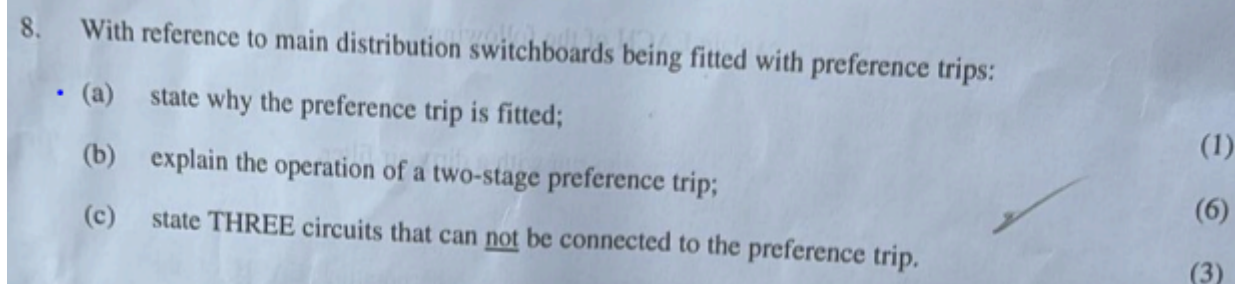 8. With reference to main distribution switchboards being fitted with preference trips:
(a) state why the preference trip is fitted;
(1)
(b) explain the operation of a two-stage preference trip;
(6)
(c) state THREE circuits that can not be connected to the preference trip.
(3)